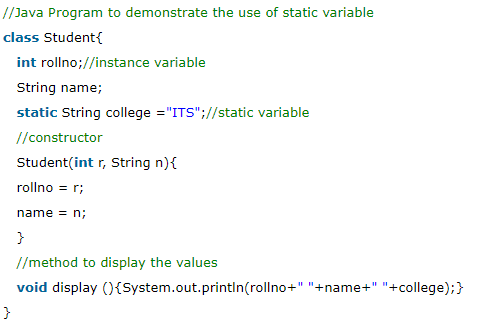 //Java Program to demonstrate the use of static variable
class Student{
int rollno;//instance variable
String name;
static String college ="ITS";//static variable
//constructor
Student(int r, String n){
rollno = r;
name = n;
}
//method to display the values
void display (){System.out.println(rollno+" "+name+" "+college);}
}